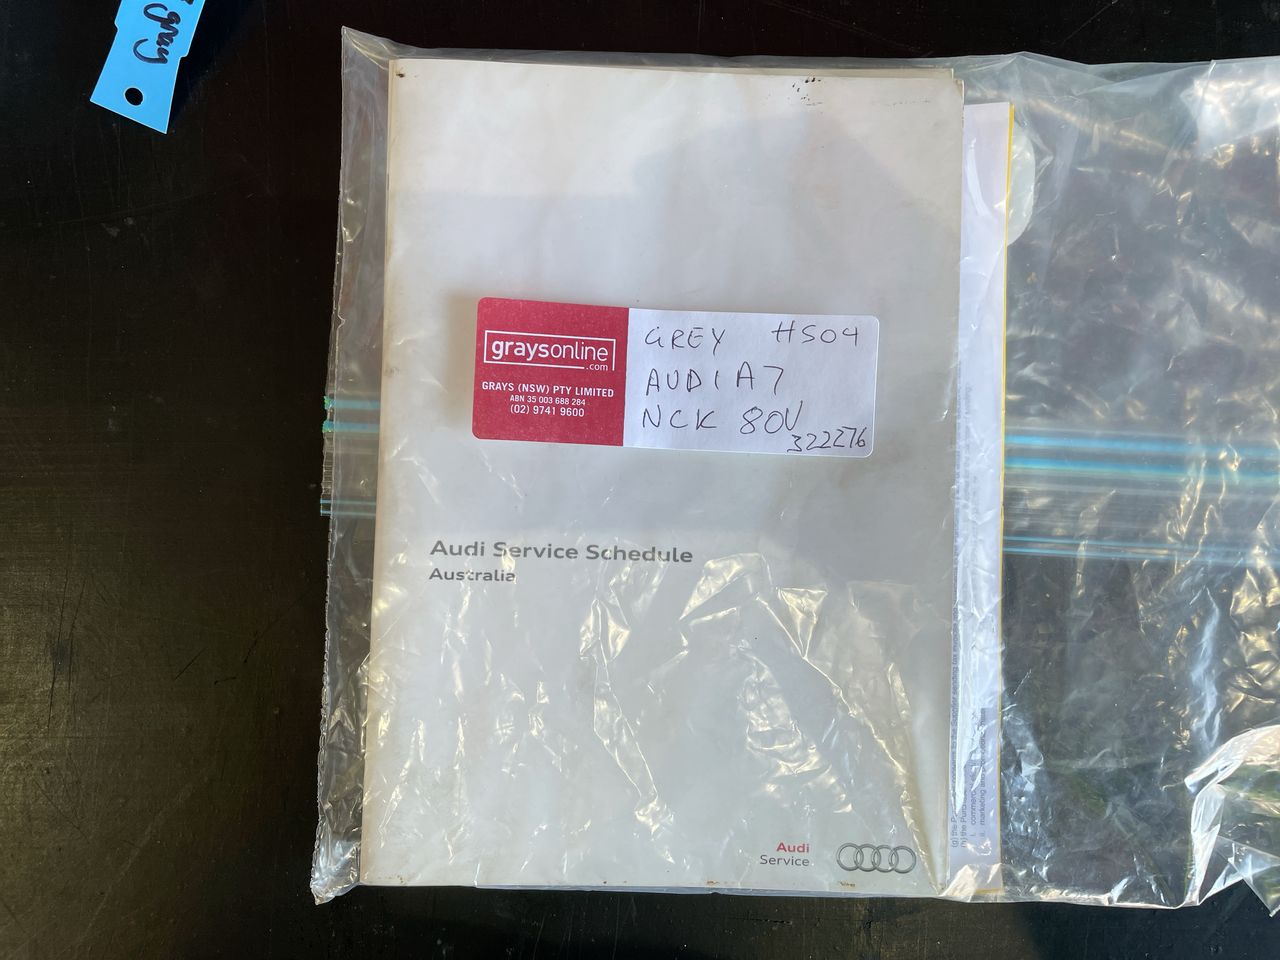 gray
graysonline
.com
GRAYS (NSW) PTY LIMITED
ABN 35 003 688 284
(02) 9741 9600
GREY HS04
AUDI A7
NCK 80V
322276
Audi Service Schedule
Australia
Audi
Service